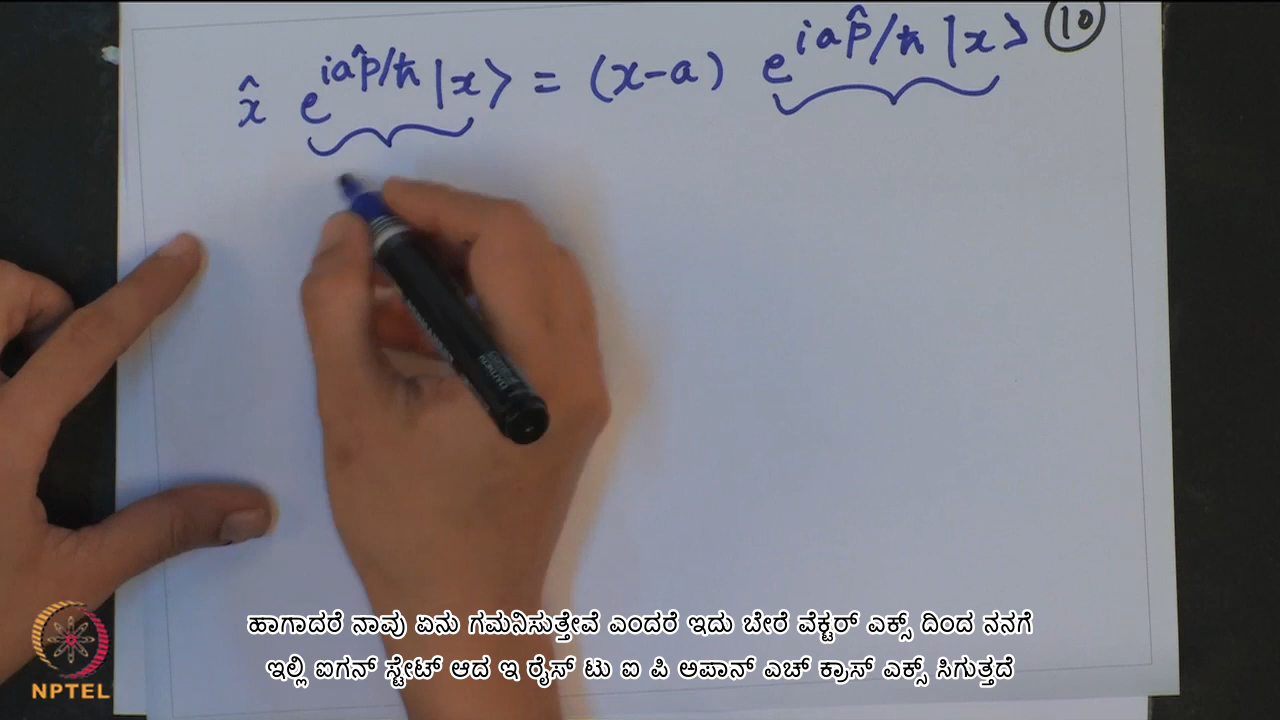 x̂ e^{iap̂/ħ} |x⟩ = (x-a) e^{iap̂/ħ} |x⟩ ⑩
ಹಾಗಾದರೆ ನಾವು ಏನು ಗಮನಿಸುತ್ತೇವೆ ಎಂದರೆ ಇದು ಬೇರೆ ವೆಕ್ಟರ್ ಎಕ್ಸ್ ದಿಂದ ನನಗೆ
ಇಲ್ಲಿ ಐಗನ್ ಸ್ಟೇಟ್ ಆದ ಇ ರೈಸ್ ಟು ಐ ಪಿ ಅಪಾನ್ ಎಚ್ ಕ್ರಾಸ್ ಎಕ್ಸ್ ಸಿಗುತ್ತದೆ
NPTEL